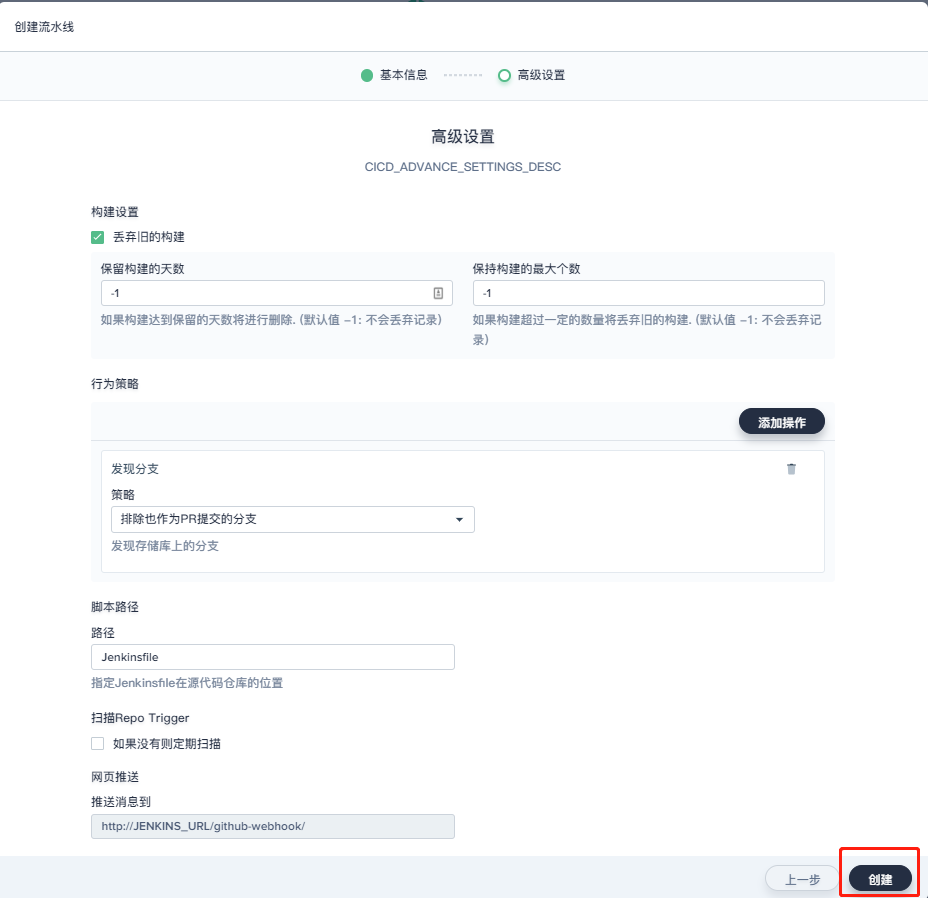 创建流水线
基本信息
高级设置
高级设置
CICD_ADVANCE_SETTINGS_DESC
构建设置
丢弃旧的构建
保留构建的天数
保持构建的最大个数
-1
-1
如果构建达到保留的天数将进行删除. (默认值 -1: 不会丢弃记录)
如果构建超过一定的数量将丢弃旧的构建. (默认值 -1: 不会丢弃记
录)
行为策略
添加操作
发现分支
策略
排除也作为PR提交的分支
发现存储库上的分支
脚本路径
路径
Jenkinsfile
指定Jenkinsfile在源代码仓库的位置
扫描Repo Trigger
如果没有则定期扫描
网页推送
推送消息到
http://JENKINS_URL/github-webhook/
上一步
创建